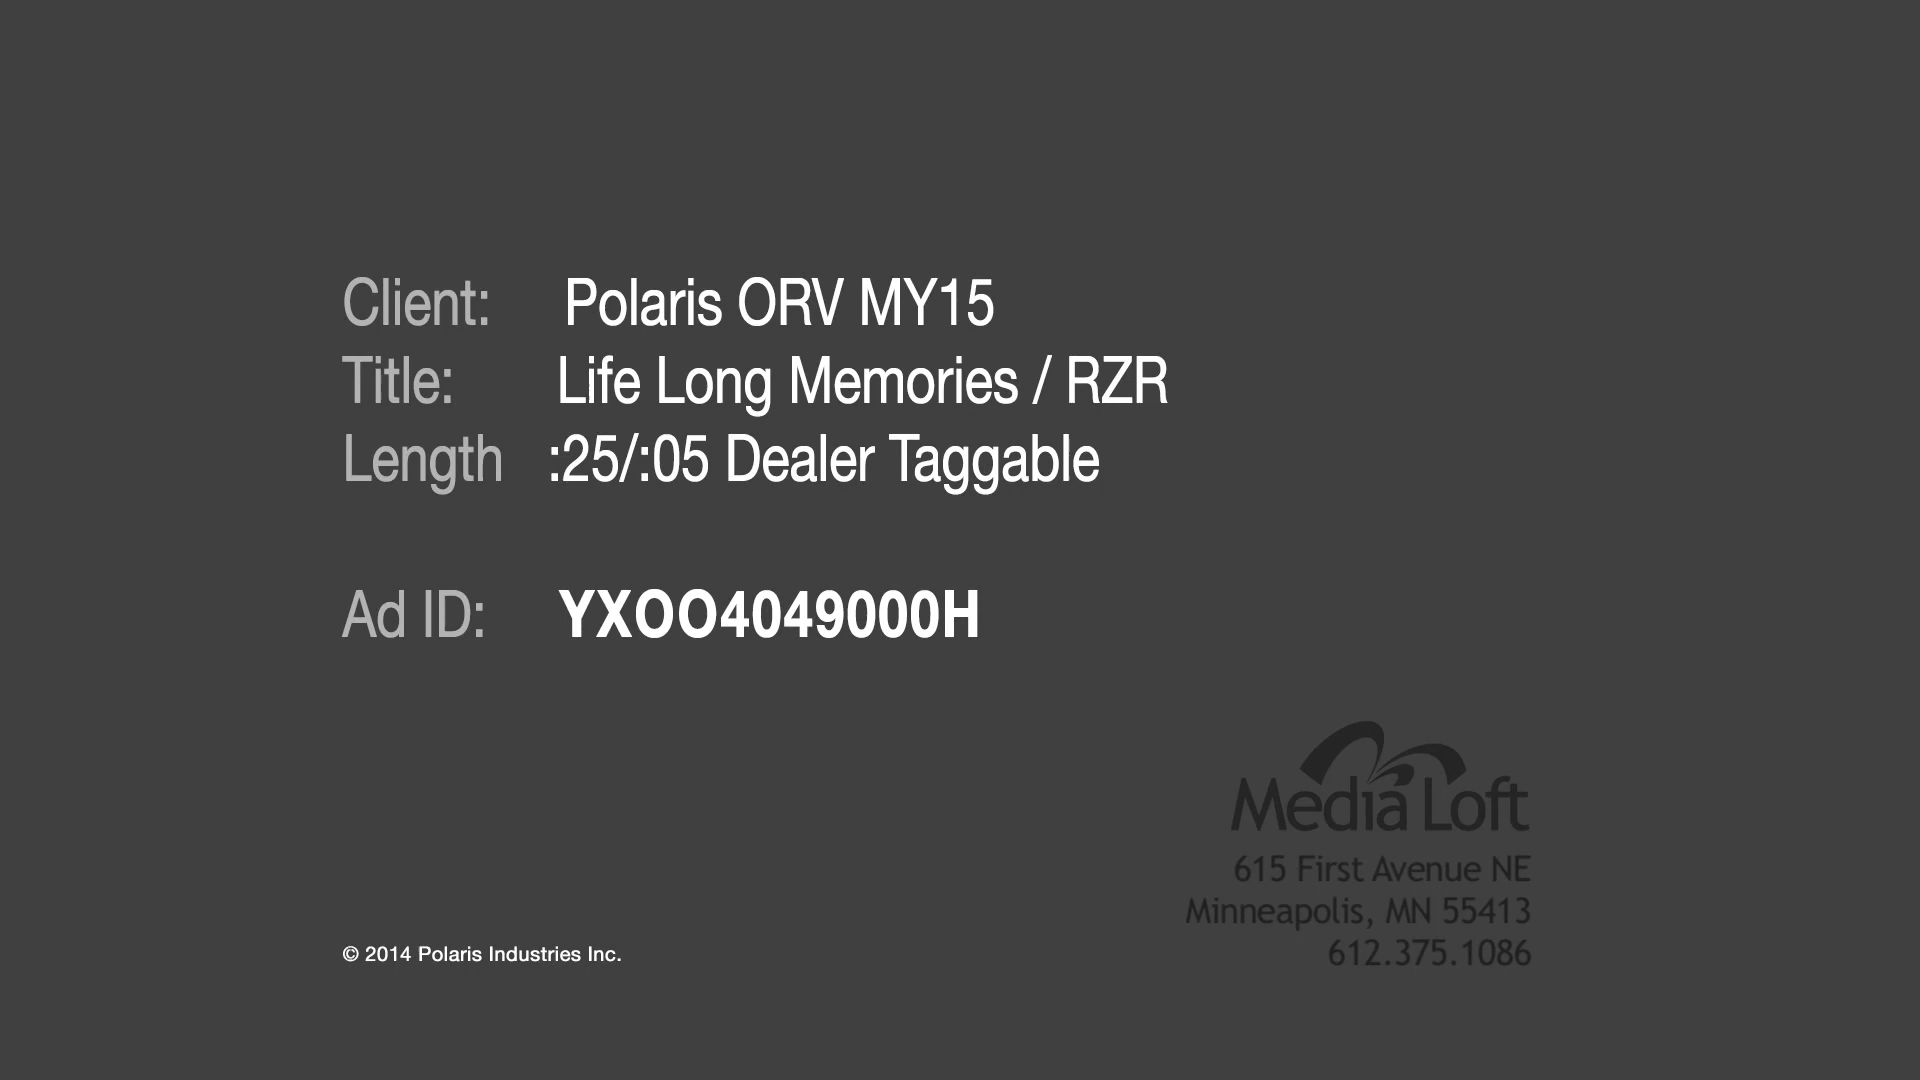 Client: Polaris ORV MY15
Title: Life Long Memories / RZR
Length :25/:05 Dealer Taggable
Ad ID: YXOO4049000H
Media Loft
615 First Avenue NE
Minneapolis, MN 55413
612.375.1086
© 2014 Polaris Industries Inc.